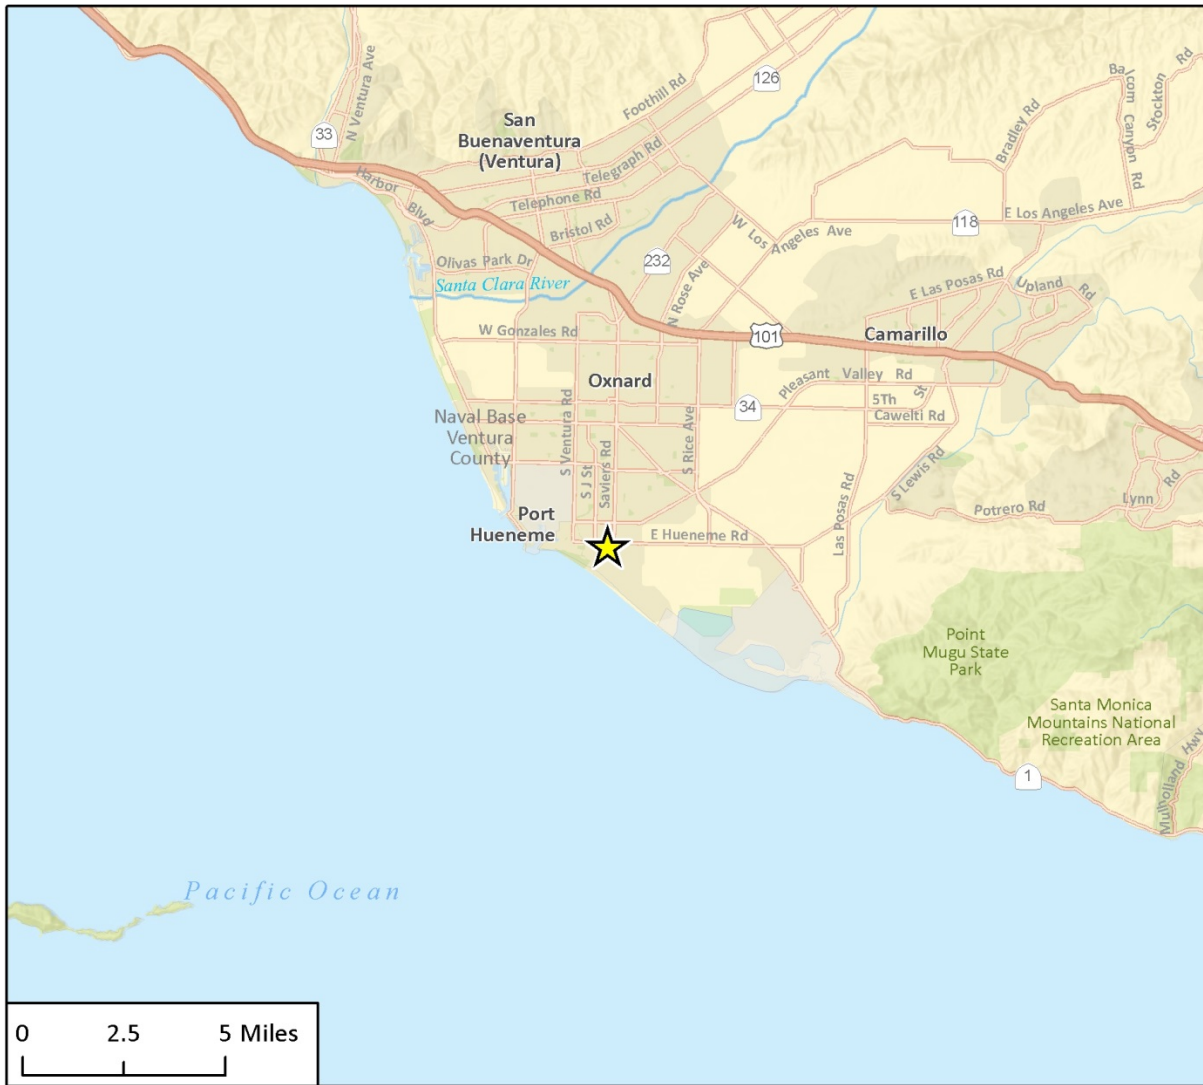 Ba
lcom
Canyon
Rd
Stockton
Rd
126
Foothill Rd
Bradley Rd
N Ventura Ave
33
San
Buenaventura
(Ventura)
Telegraph Rd
Harbor
Blvd
Telephone Rd
E Los Angeles Ave
118
Bristol Rd
W Los Angeles Ave
Olivas Park Dr
232
Santa Clara River
N Rose Ave
E Las Posas Rd
Upland
Rd
W Gonzales Rd
101
Camarillo
Oxnard
Pleasant Valley Rd
5Th
St
34
Cawelti Rd
Naval Base
Ventura
County
S Ventura Rd
S J St
Saviers Rd
S Rice Ave
Las Posas Rd
S Lewis Rd
Lynn
Rd
Potrero Rd
Port
Hueneme
E Hueneme Rd
Point
Mugu State
Park
Santa Monica
Mountains National
Recreation Area
1
Mulholland Hwy
Pacific Ocean
0 2.5 5 Miles